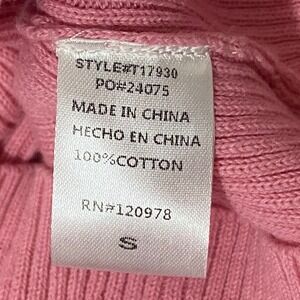 STYLE#T17930
PO#24075
MADE IN CHINA
HECHO EN CHINA
100%COTTON
RN#120978
S